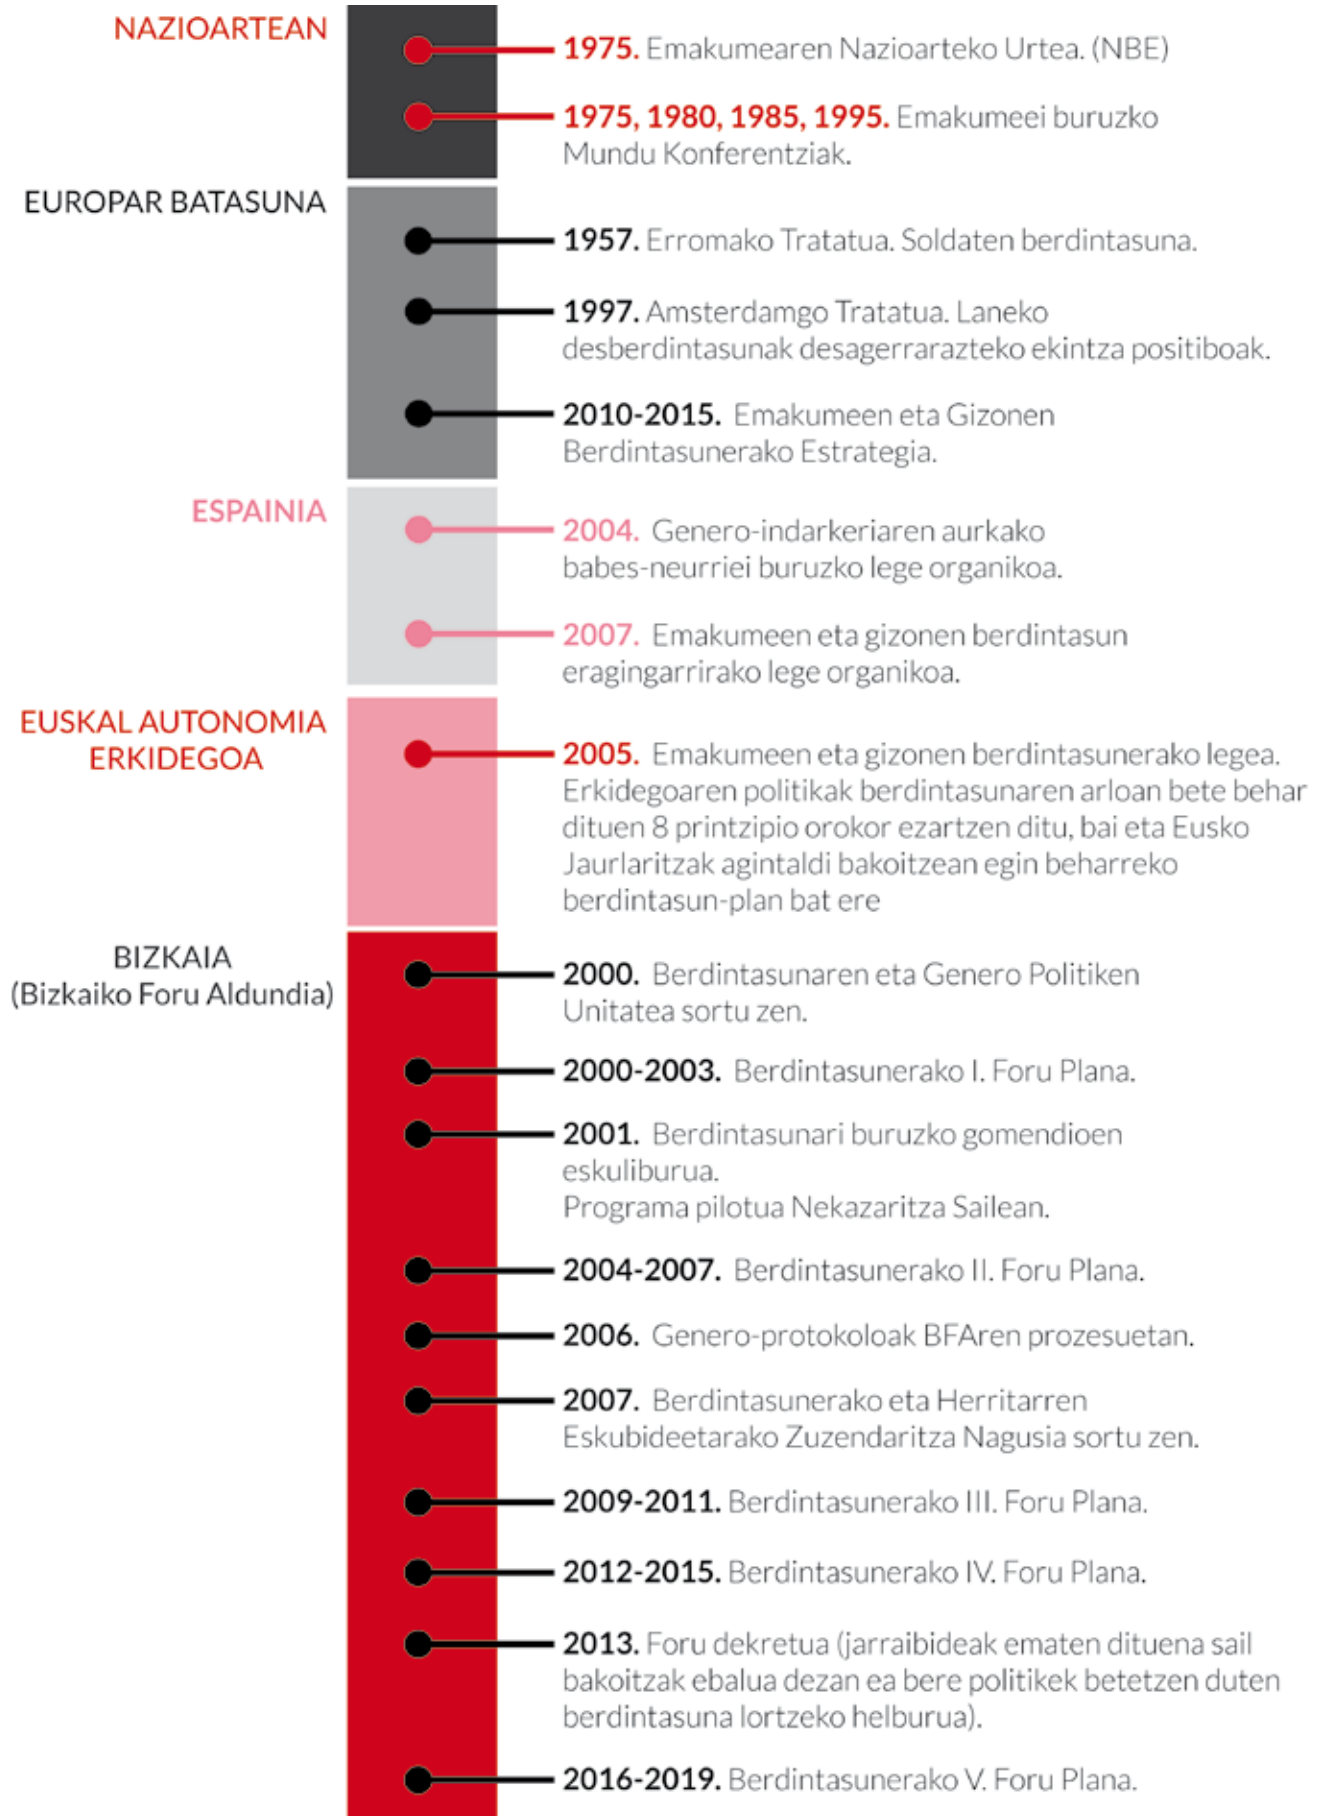 NAZIOARTEAN
1975. Emakumearen Nazioarteko Urtea. (NBE)
1975, 1980, 1985, 1995. Emakumeei buruzko
Mundu Konferentziak.
EUROPAR BATASUNA
1957. Erromako Tratatua. Soldaten berdintasuna.
1997. Amsterdamgo Tratatua. Laneko
desberdintasunak desagerrarazteko ekintza positiboak.
2010-2015. Emakumeen eta Gizonen
Berdintasunerako Estrategia.
ESPAINIA
2004. Genero-indarkeriaren aurkako
babes-neurriei buruzko lege organikoa.
2007. Emakumeen eta gizonen berdintasun
eragingarrirako lege organikoa.
EUSKAL AUTONOMIA
ERKIDEGOA
2005. Emakumeen eta gizonen berdintasunerako legea.
Erkidegoaren politikak berdintasunaren arloan bete behar
dituen 8 printzipio orokor ezartzen ditu, bai eta Eusko
Jaurlaritzak agintaldi bakoitzean egin beharreko
berdintasun-plan bat ere
BIZKAIA
(Bizkaiko Foru Aldundia)
2000. Berdintasunaren eta Genero Politiken
Unitatea sortu zen.
2000-2003. Berdintasunerako I. Foru Plana.
2001. Berdintasunari buruzko gomendioen
eskuliburua.
Programa pilotua Nekazaritza Sailean.
2004-2007. Berdintasunerako II. Foru Plana.
2006. Genero-protokoloak BFAren prozesuetan.
2007. Berdintasunerako eta Herritarren
Eskubideetarako Zuzendaritza Nagusia sortu zen.
2009-2011. Berdintasunerako III. Foru Plana.
2012-2015. Berdintasunerako IV. Foru Plana.
2013. Foru dekretua (jarraibideak ematen dituena sail
bakoitzak ebalua dezan ea bere politikek betetzen duten
berdintasuna lortzeko helburua).
2016-2019. Berdintasunerako V. Foru Plana.